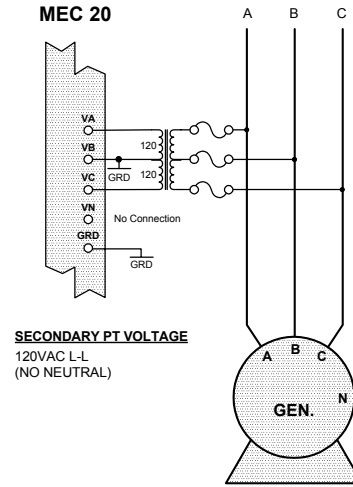 MEC 20
A B C
VA
120
VB
GRD
120
VC
VN
No Connection
GRD
GRD
SECONDARY PT VOLTAGE
120VAC L-L
(NO NEUTRAL)
A B C
N
GEN.